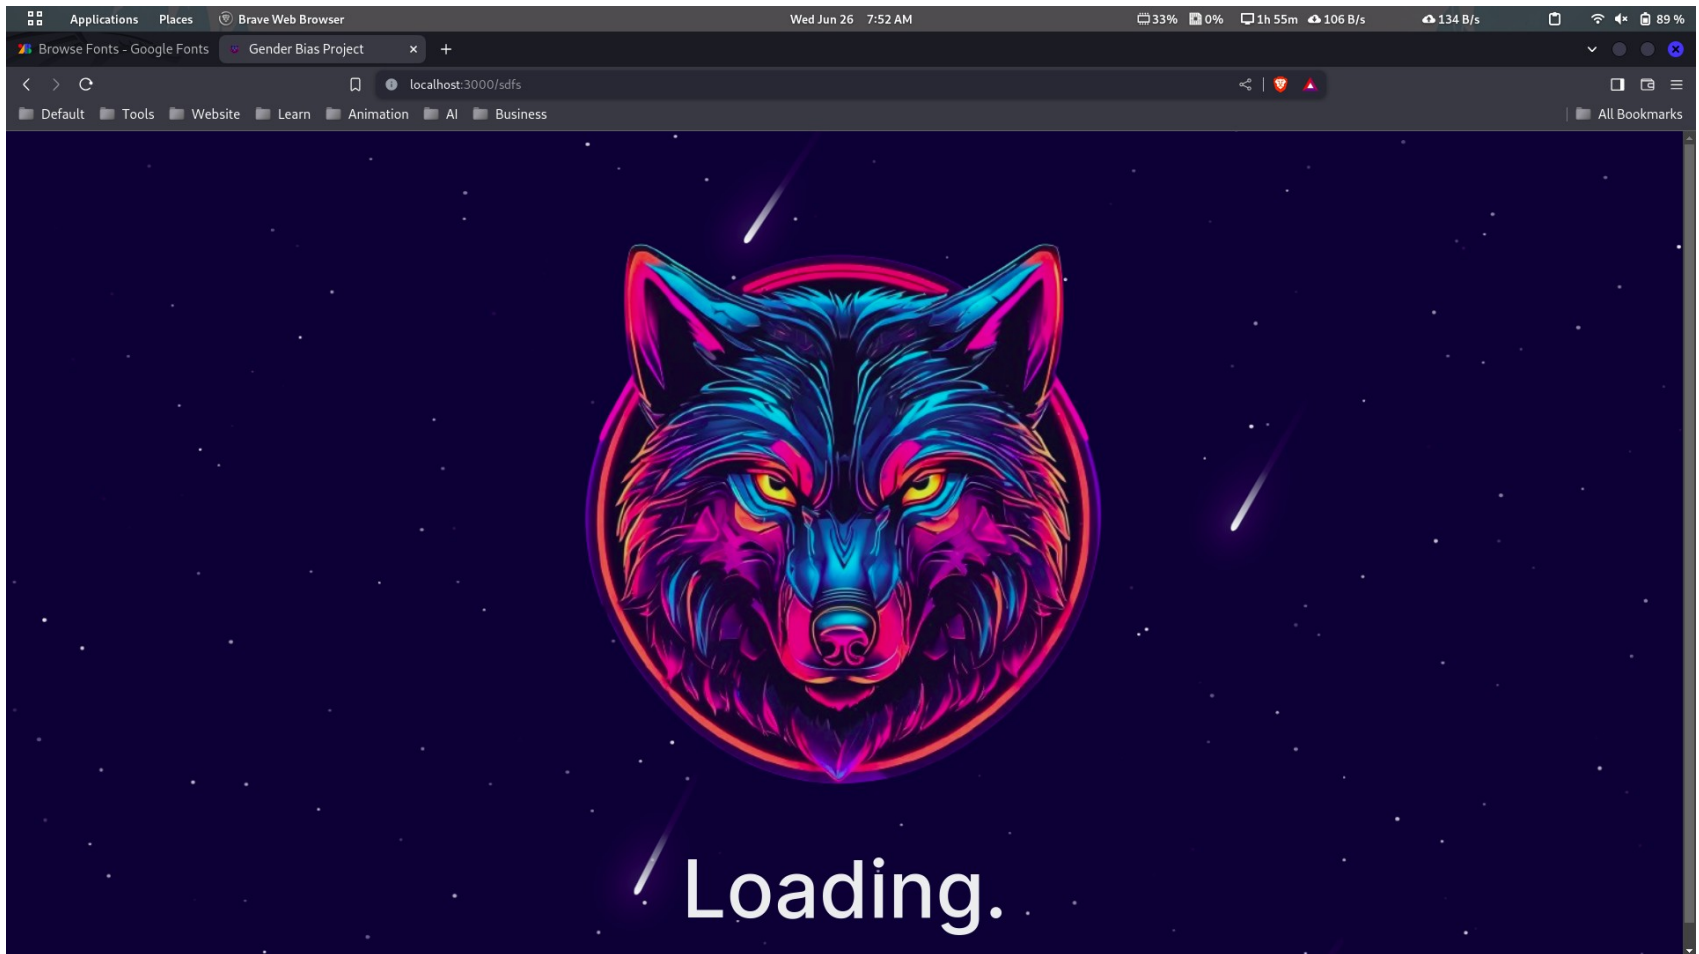 Applications Places Brave Web Browser Wed Jun 26 7:52 AM 33% 0% 1h 55m 106 B/s 134 B/s 89 %
Browse Fonts - Google Fonts Gender Bias Project
localhost:3000/sdfs
Default Tools Website Learn Animation AI Business All Bookmarks
Loading.